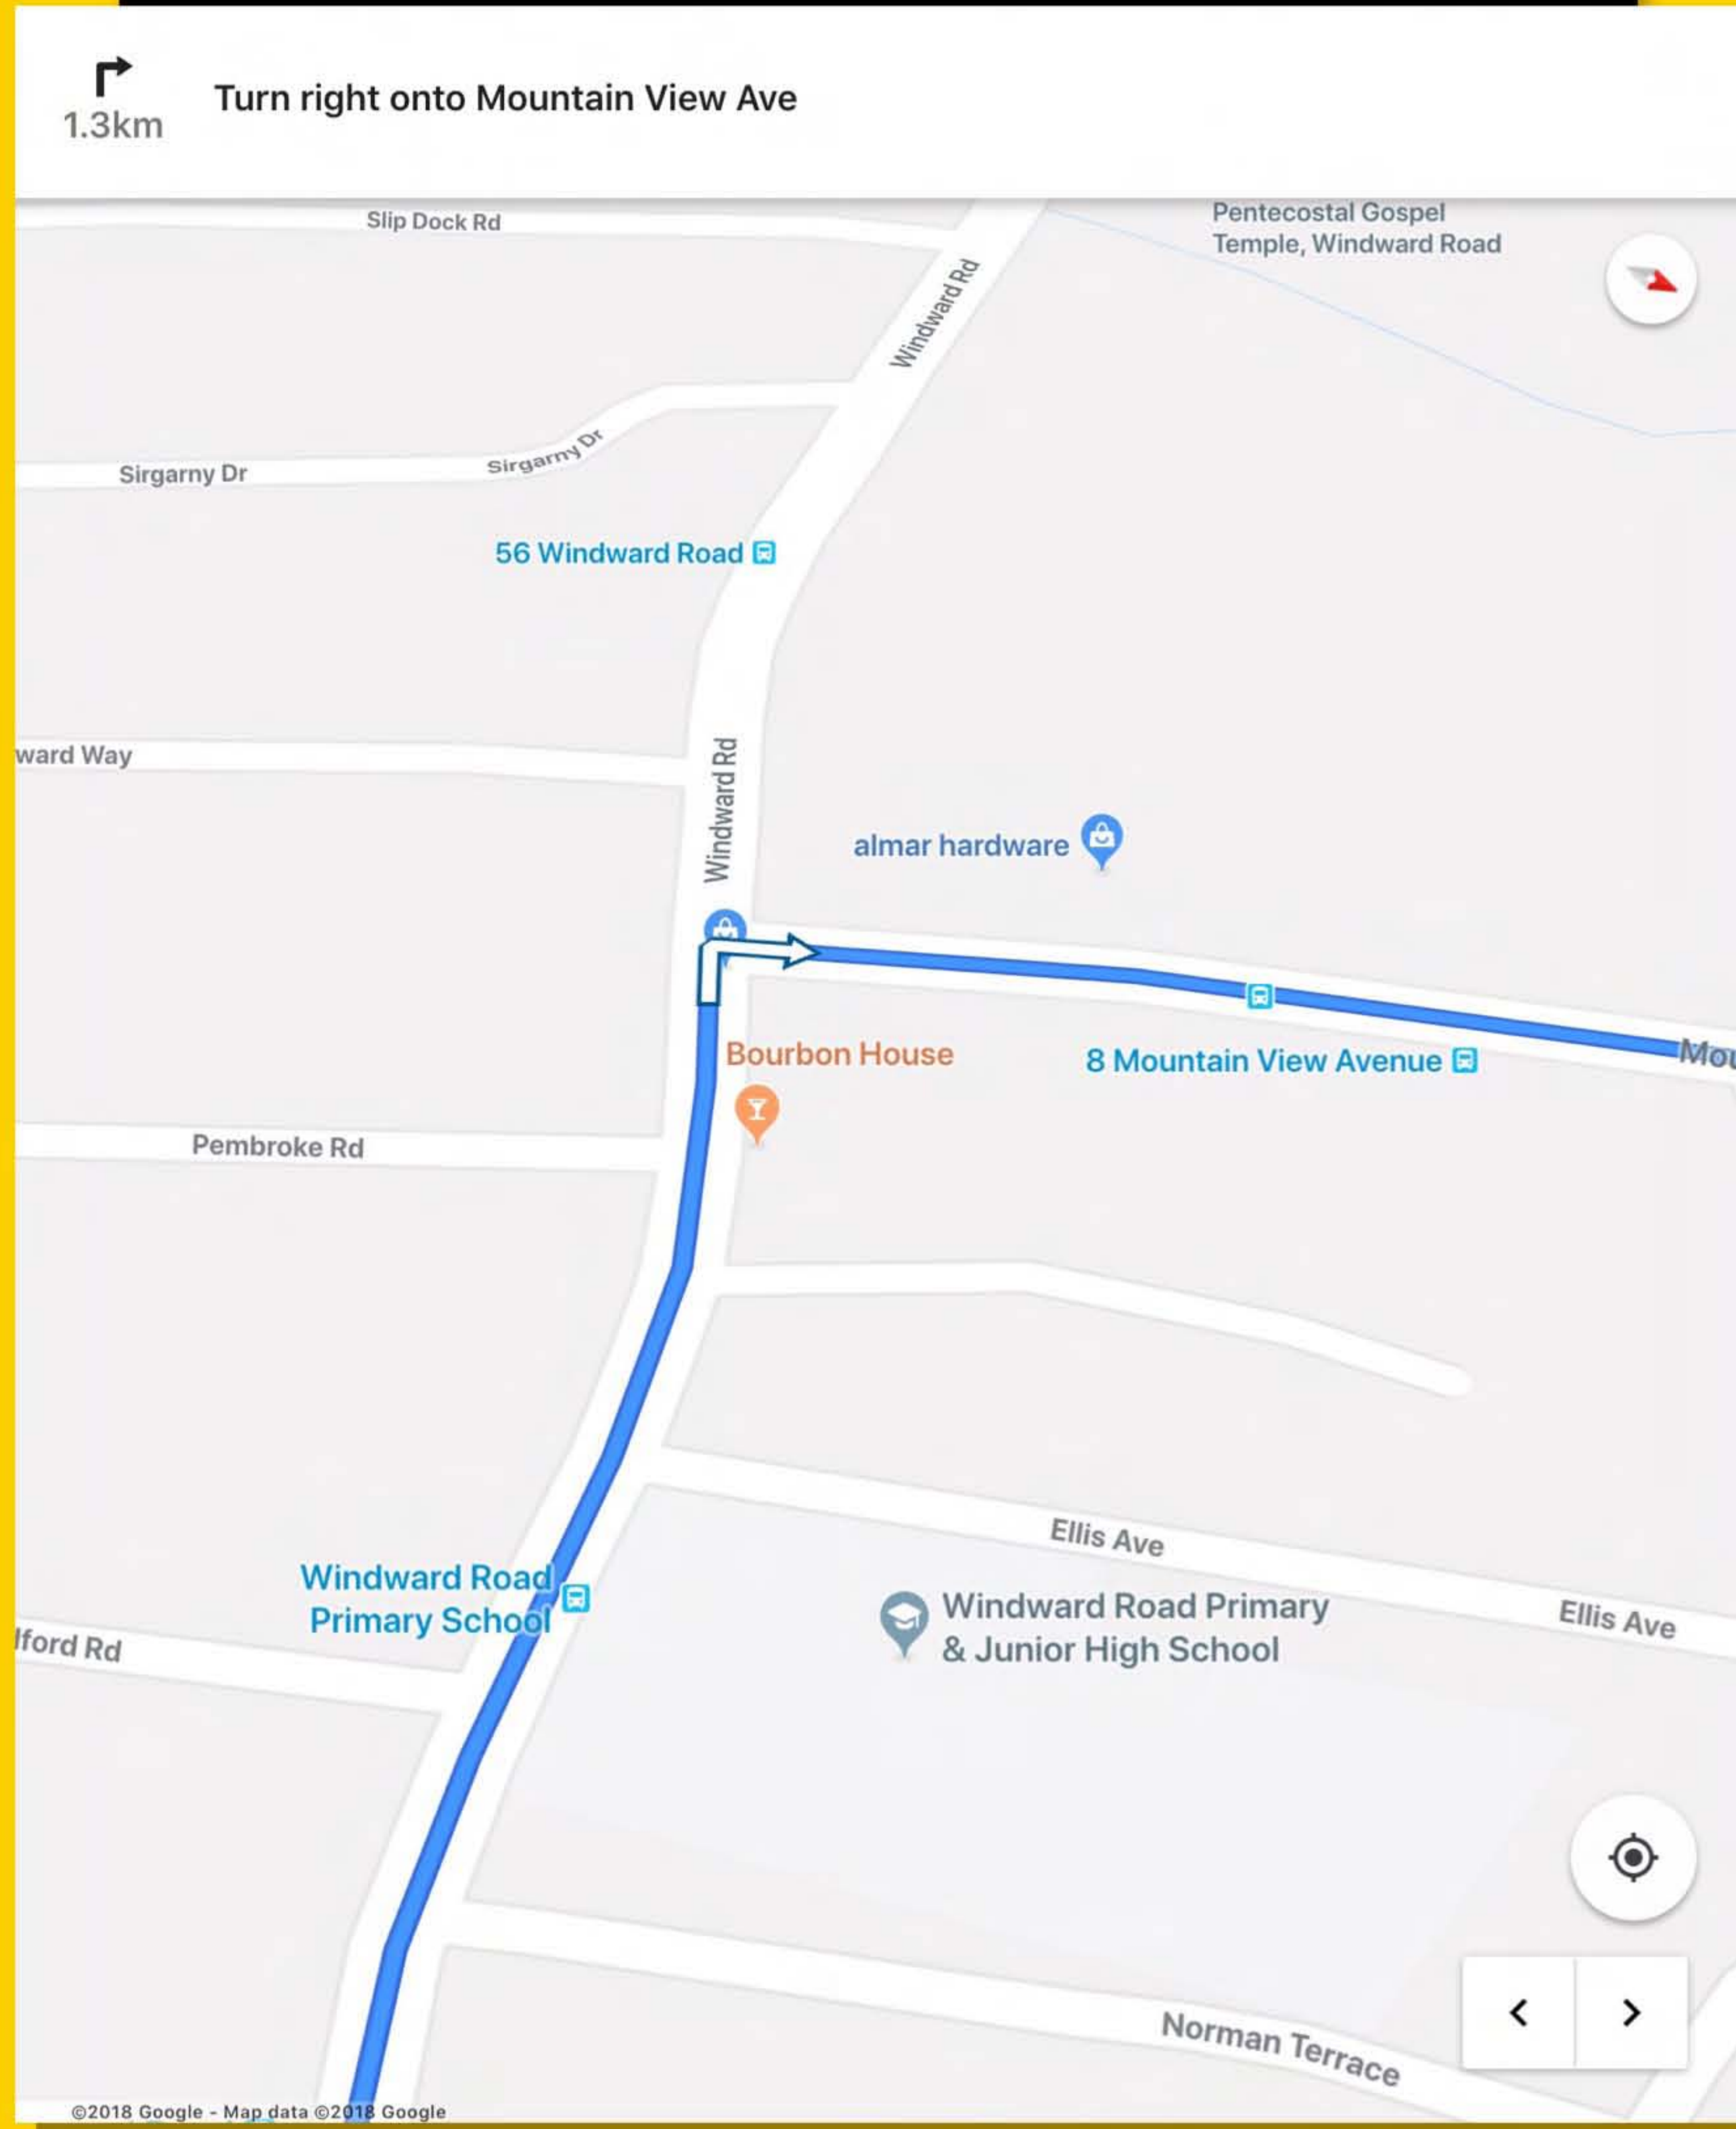 Turn right onto Mountain View Ave
1.3km
Slip Dock Rd
Pentecostal Gospel
Temple, Windward Road
Windward Rd
Sirgarny Dr
Sirgarny Dr
56 Windward Road
ward Way
Windward Rd
almar hardware
Bourbon House
8 Mountain View Avenue
Mou
Pembroke Rd
Ellis Ave
Windward Road
Primary School
Windward Road Primary
& Junior High School
Ellis Ave
lford Rd
Norman Terrace
©2018 Google - Map data ©2018 Google